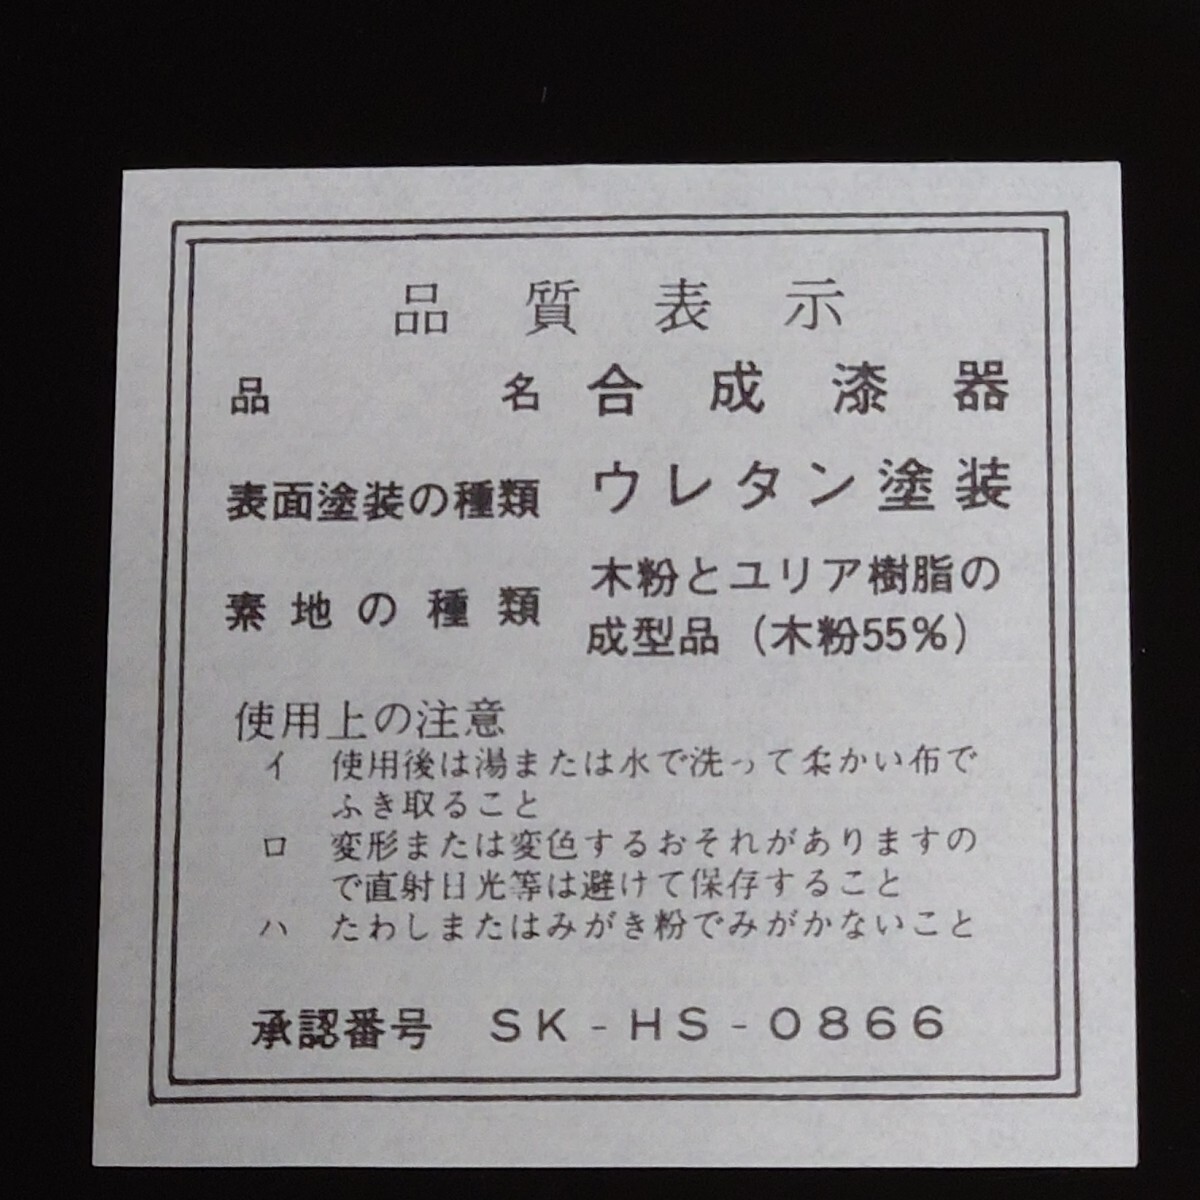 品質表示
品名 合成漆器
表面塗装の種類 ウレタン塗装
素地の種類 木粉とユリア樹脂の
成型品（木粉55%）
使用上の注意
イ 使用後は湯または水で洗って柔かい布で
ふき取ること
ロ 変形または変色するおそれがありますの
で直射日光等は避けて保存すること
ハ たわしまたはみがき粉でみがかないこと
承認番号 SK-HS-0866